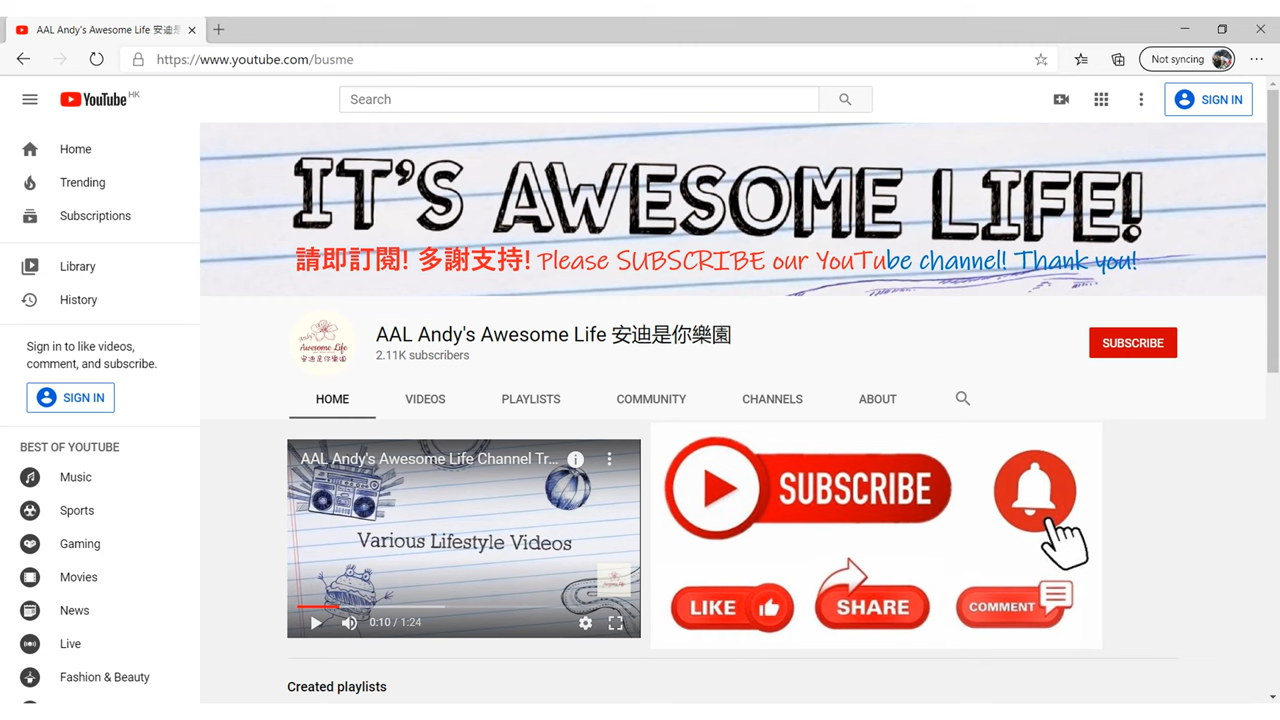 AAL Andy's Awesome Life 安迪是
https://www.youtube.com/busme
Not syncing
YouTube HK
Search
SIGN IN
Home
Trending
Subscriptions
Library
History
Sign in to like videos,
comment, and subscribe.
SIGN IN
BEST OF YOUTUBE
Music
Sports
Gaming
Movies
News
Live
Fashion & Beauty
IT'S AWESOME LIFE!
請即訂閱! 多謝支持! Please SUBSCRIBE our YouTube channel! Thank you!
Andy's
Awesome Life
安迪是你樂園
AAL Andy's Awesome Life 安迪是你樂園
2.11K subscribers
SUBSCRIBE
HOME VIDEOS PLAYLISTS COMMUNITY CHANNELS ABOUT
AAL Andy's Awesome Life Channel Tr...
Various Lifestyle Videos
0:10 / 1:24
SUBSCRIBE
LIKE SHARE COMMENT
Created playlists